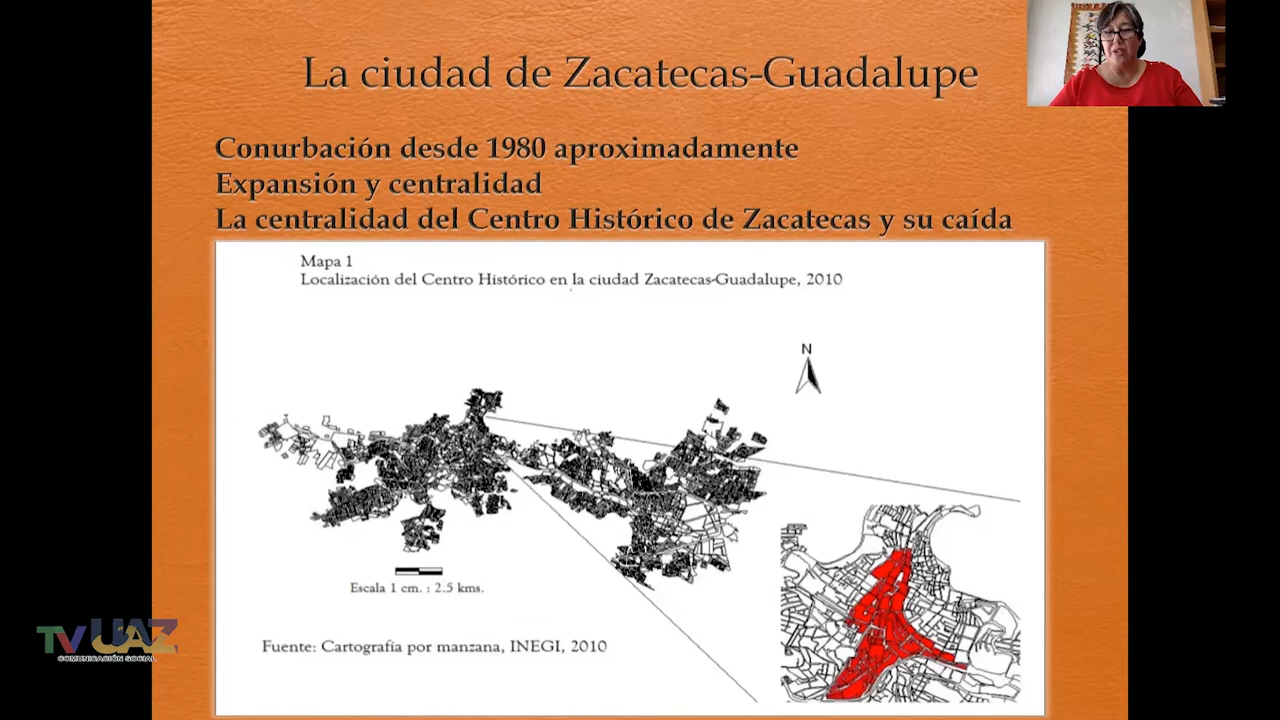 La ciudad de Zacatecas-Guadalupe
Conurbación desde 1980 aproximadamente
Expansión y centralidad
La centralidad del Centro Histórico de Zacatecas y su caída
Mapa 1
Localización del Centro Histórico en la ciudad Zacatecas-Guadalupe, 2010
N
Escala 1 cm. : 2.5 kms.
Fuente: Cartografía por manzana, INEGI, 2010
TV UAZ
COMUNICACIÓN SOCIAL